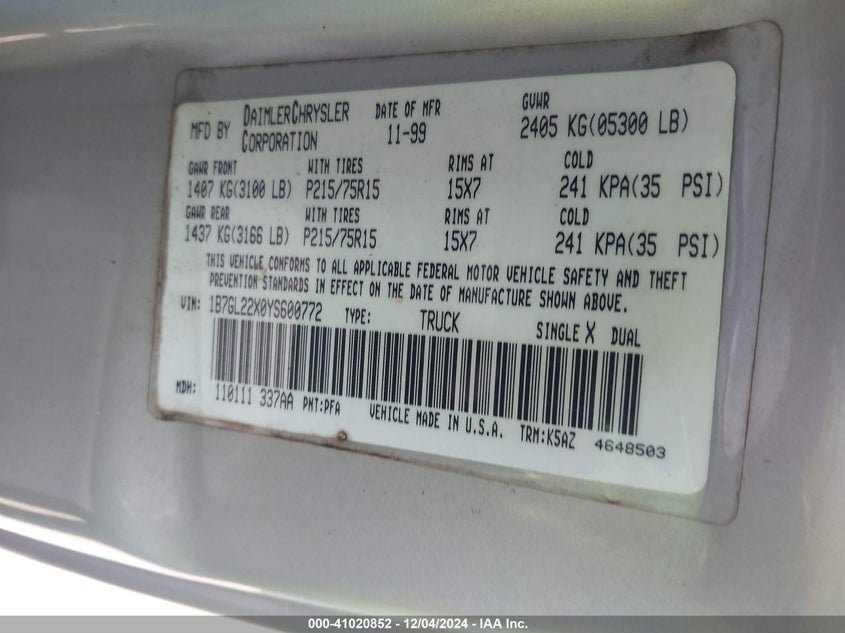 MFD BY DAIMLERCHRYSLER CORPORATION DATE OF MFR 11-99 GVWR 2405 KG(05300 LB)
GAWR FRONT WITH TIRES RIMS AT COLD
1407 KG(3100 LB) P215/75R15 15X7 241 KPA(35 PSI)
GAWR REAR WITH TIRES RIMS AT COLD
1437 KG(3166 LB) P215/75R15 15X7 241 KPA(35 PSI)
THIS VEHICLE CONFORMS TO ALL APPLICABLE FEDERAL MOTOR VEHICLE SAFETY AND THEFT
PREVENTION STANDARDS IN EFFECT ON THE DATE OF MANUFACTURE SHOWN ABOVE.
VIN: 1B7GL22X0YS600772 TYPE: TRUCK SINGLE X DUAL
MDH: 110111 337AA PNT:PFA VEHICLE MADE IN U.S.A. TRM:K5AZ 4648503
000-41020852 - 12/04/2024 - IAA Inc.